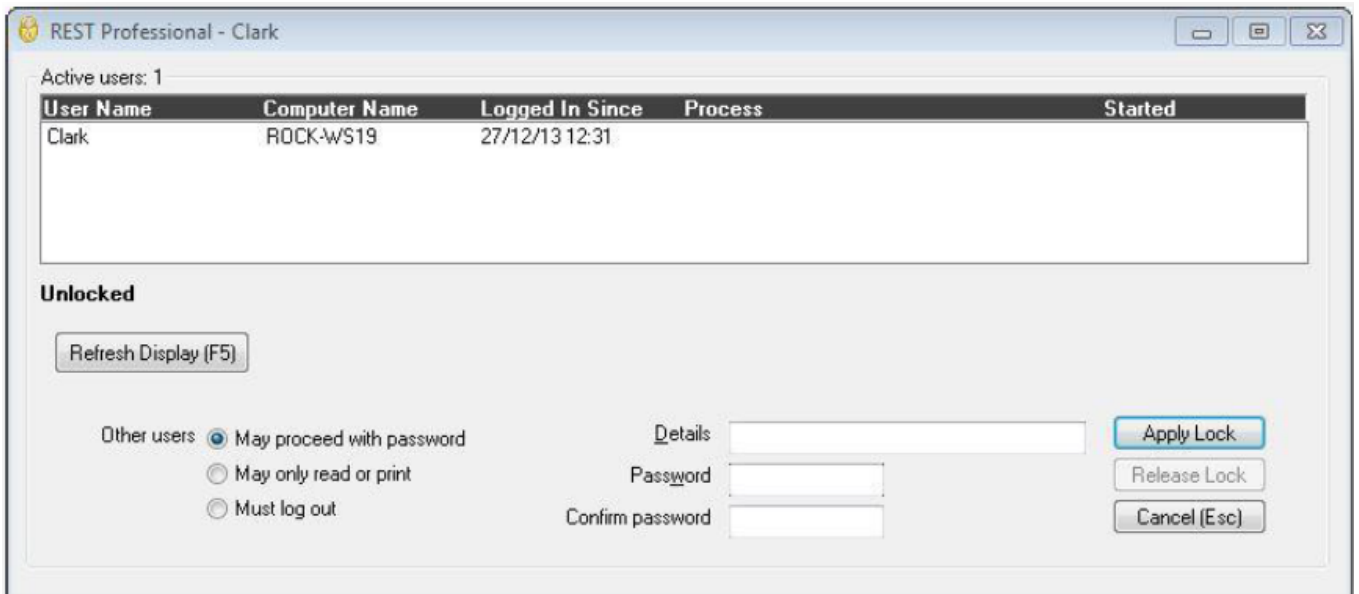 REST Professional - Clark
Active users: 1
User Name Computer Name Logged In Since Process Started
Clark ROCK-WS19 27/12/13 12:31
Unlocked
Refresh Display (F5)
Other users May proceed with password Details Apply Lock
May only read or print Password Release Lock
Must log out Confirm password Cancel (Esc)